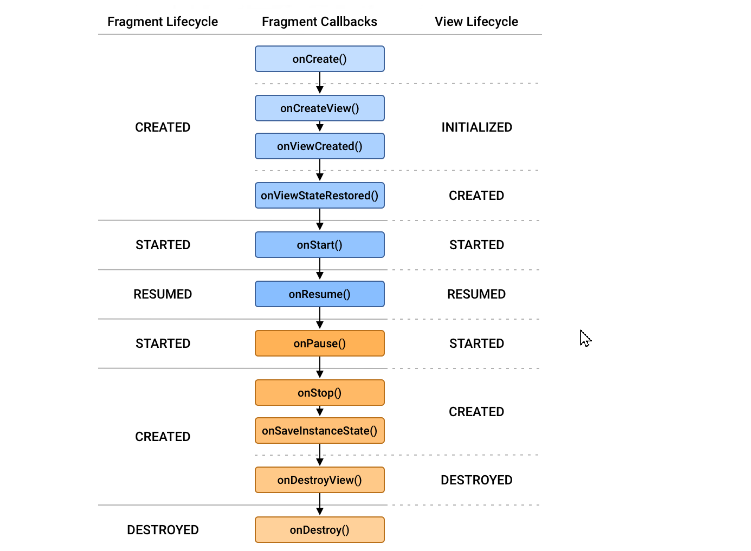 Fragment Lifecycle Fragment Callbacks View Lifecycle
onCreate()
onCreateView()
CREATED INITIALIZED
onViewCreated()
onViewStateRestored() CREATED
STARTED onStart() STARTED
RESUMED onResume() RESUMED
STARTED onPause() STARTED
onStop()
CREATED
onSaveInstanceState()
CREATED
onDestroyView() DESTROYED
DESTROYED onDestroy()